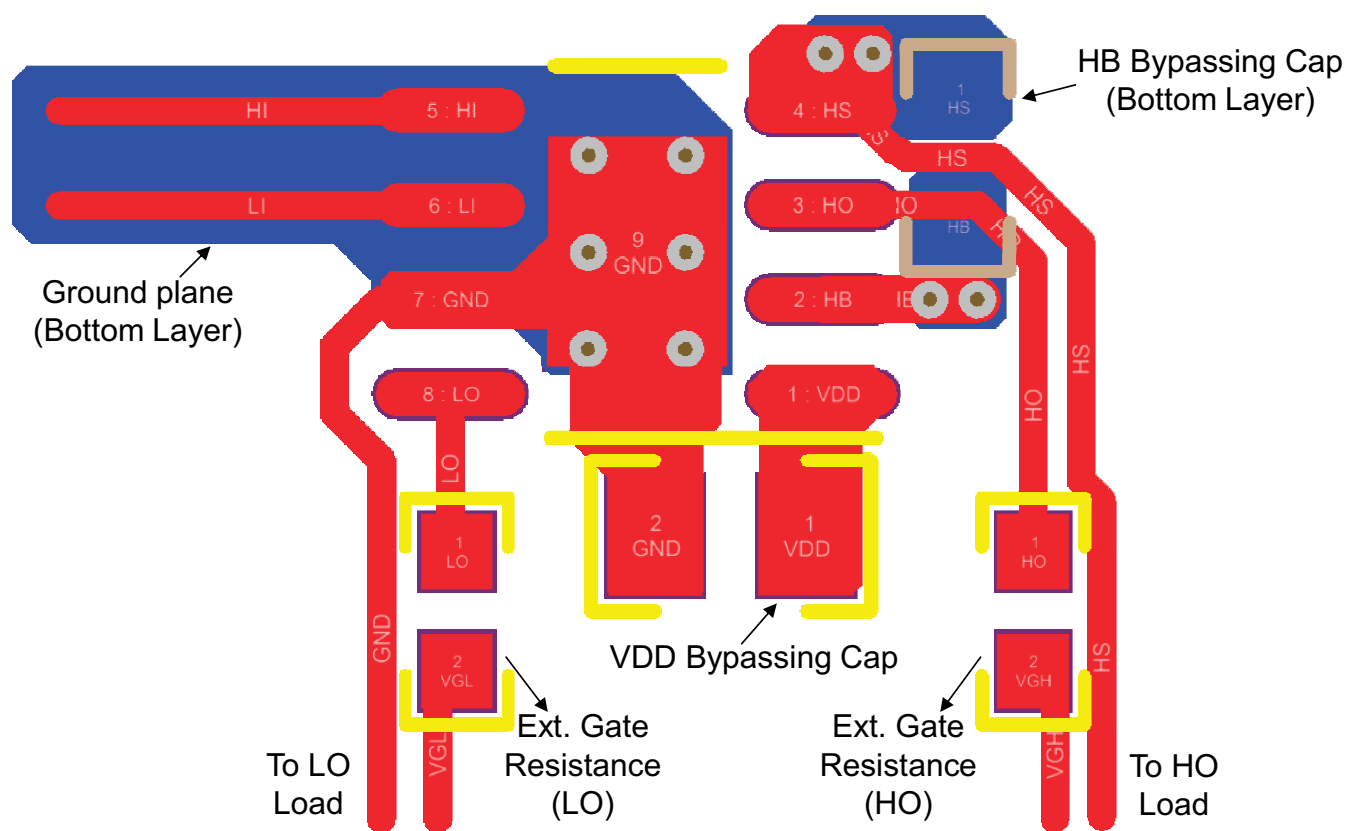 HB Bypassing Cap
(Bottom Layer)
1
HS
HI
5 : HI
4 : HS
HS
HS
LI
6 : LI
3 : HO
HO
HB
HS
9
GND
Ground plane
(Bottom Layer)
7 : GND
2 : HB
HS
8 : LO
1 : VDD
HO
LO
1
LO
2
GND
1
VDD
1
HO
GND
2
VGL
VDD Bypassing Cap
2
VGH
HS
Ext. Gate
Resistance
(LO)
Ext. Gate
Resistance
(HO)
VGL
VGH
To LO
Load
To HO
Load